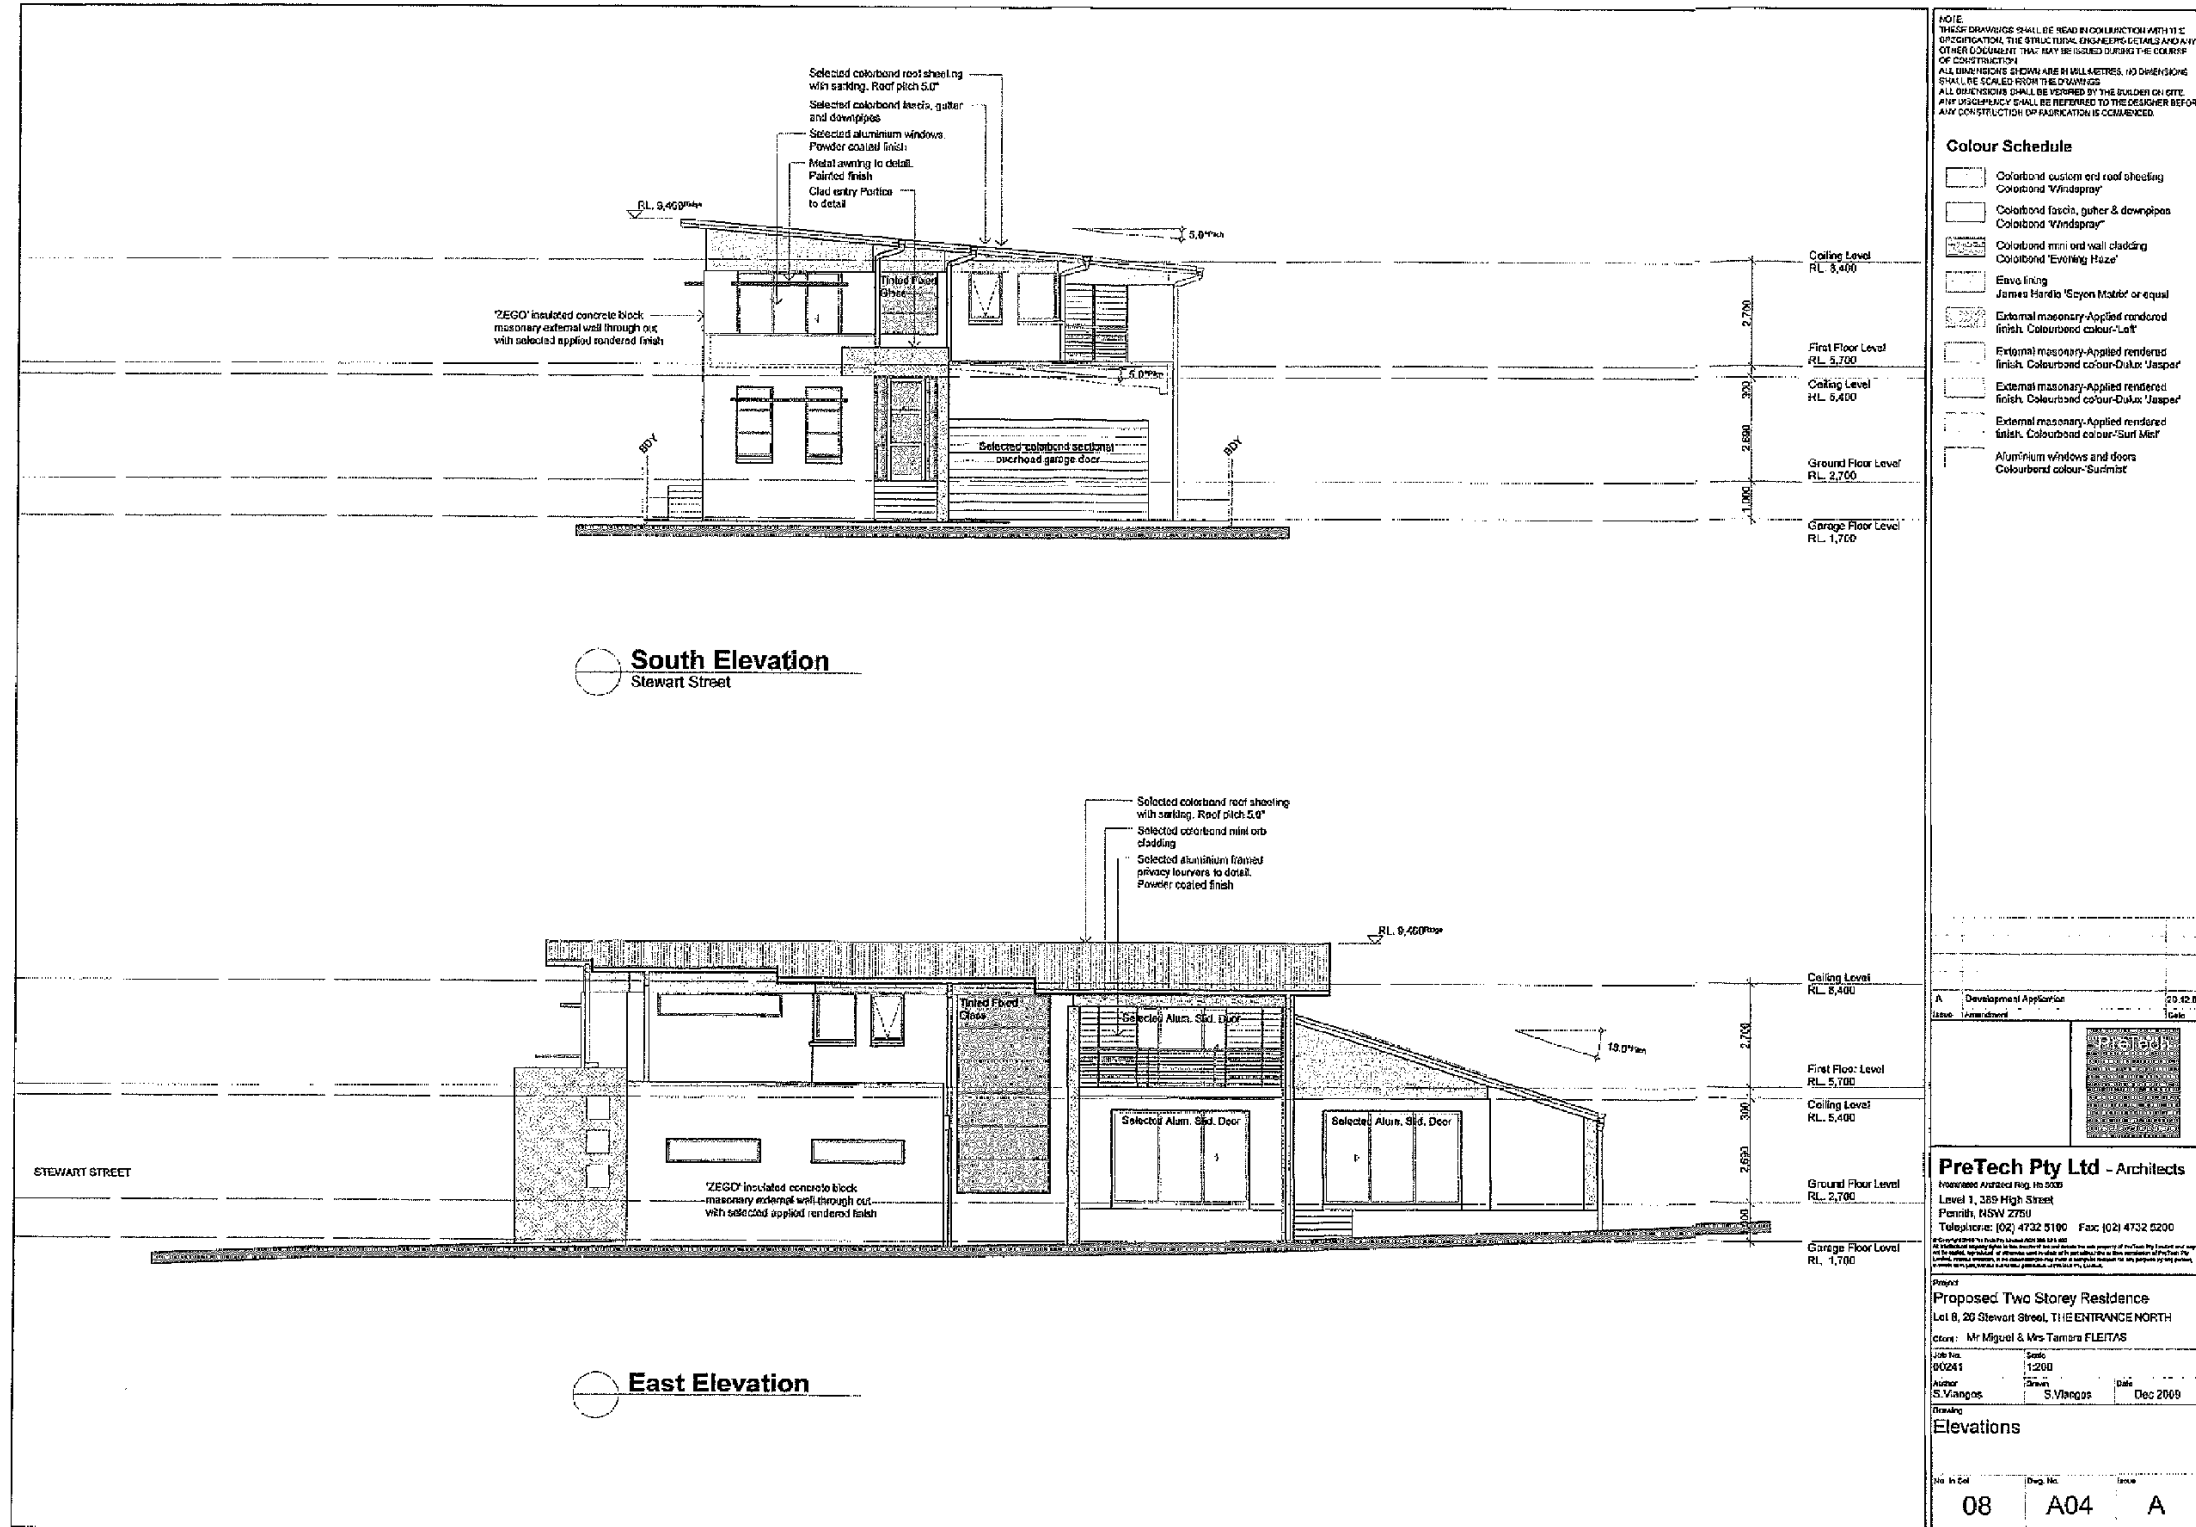 Selected colorbond roof sheeting
with sarking. Roof pitch 5.0°
Selected colorbond fascia, gutter
and downpipes
Selected aluminium windows.
Powder coated finish
Metal awning to detail.
Painted finish
Clad entry Portico
to detail
RL. 9,460 Ridge
5.0° Pitch
'ZEGO' insulated concrete block
masonary external wall through out
with selected applied rendered finish
Tinted Fixed
Glass
5.0° Pitch
Selected colorbond sectional
overhead garage door
BDY
BDY
Ceiling Level
RL. 8,400
2,700
First Floor Level
RL. 5,700
300
Ceiling Level
RL. 5,400
2,690
Ground Floor Level
RL. 2,700
1,000
Garage Floor Level
RL. 1,700
South Elevation
Stewart Street
Selected colorbond roof sheeting
with sarking. Roof pitch 5.0°
Selected colorbond mini orb
cladding
Selected aluminium framed
privacy louvers to detail.
Powder coated finish
RL. 9,460 Ridge
Tinted Fixed
Glass
Selected Alum. Slid. Door
Selected Alum. Slid. Door
Selected Alum. Slid. Door
'ZEGO' insulated concrete block
masonary external wall through out
with selected applied rendered finish
STEWART STREET
Ceiling Level
RL. 8,400
2,700
First Floor Level
RL. 5,700
300
Ceiling Level
RL. 5,400
2,690
Ground Floor Level
RL. 2,700
Garage Floor Level
RL. 1,700
East Elevation
NOTE.
THESE DRAWINGS SHALL BE READ IN CONJUNCTION WITH THE
SPECIFICATION, THE STRUCTURAL ENGINEERS DETAILS AND ANY
OTHER DOCUMENT THAT MAY BE ISSUED DURING THE COURSE
OF CONSTRUCTION
ALL DIMENSIONS SHOWN ARE IN MILLIMETRES, NO DIMENSIONS
SHALL BE SCALED FROM THE DRAWINGS
ALL DIMENSIONS SHALL BE VERIFIED BY THE BUILDER ON SITE.
ANY DISCREPENCY SHALL BE REFERRED TO THE DESIGNER BEFOR
ANY CONSTRUCTION OR FABRICATION IS COMMENCED.
Colour Schedule
Colorbond custom ord roof sheeting
Colorbond 'Windspray'
Colorbond fascia, gutter & downpipes
Colorbond 'Windspray'
Colorbond mini ord wall cladding
Colorbond 'Evening Haze'
Eave lining
James Hardie 'Scyon Matrix' or equal
External masonary-Applied rendered
finish. Colourbond colour-'Loft'
External masonary-Applied rendered
finish. Colourbond colour-Dulux 'Jasper'
External masonary-Applied rendered
finish. Colourbond colour-Dulux 'Jasper'
External masonary-Applied rendered
finish. Colourbond colour-'Surf Mist'
Aluminium windows and doors
Colourbond colour-'Surfmist'
A Development Application
Issue Amendment Date
PreTech
PreTech Pty Ltd - Architects
Level 1, 389 High Street
Penrith, NSW 2750
Telephone: (02) 4732 5100 Fax: (02) 4732 5200
Project
Proposed Two Storey Residence
Lot 8, 20 Stewart Street, THE ENTRANCE NORTH
Client: Mr Miguel & Mrs Tamara FLEITAS
Job No. Scale
00241 1:200
Author Drawn Date
S.Vlangos S.Vlangos Dec 2009
Drawing
Elevations
No. In Set Dwg. No. Issue
08 A04 A